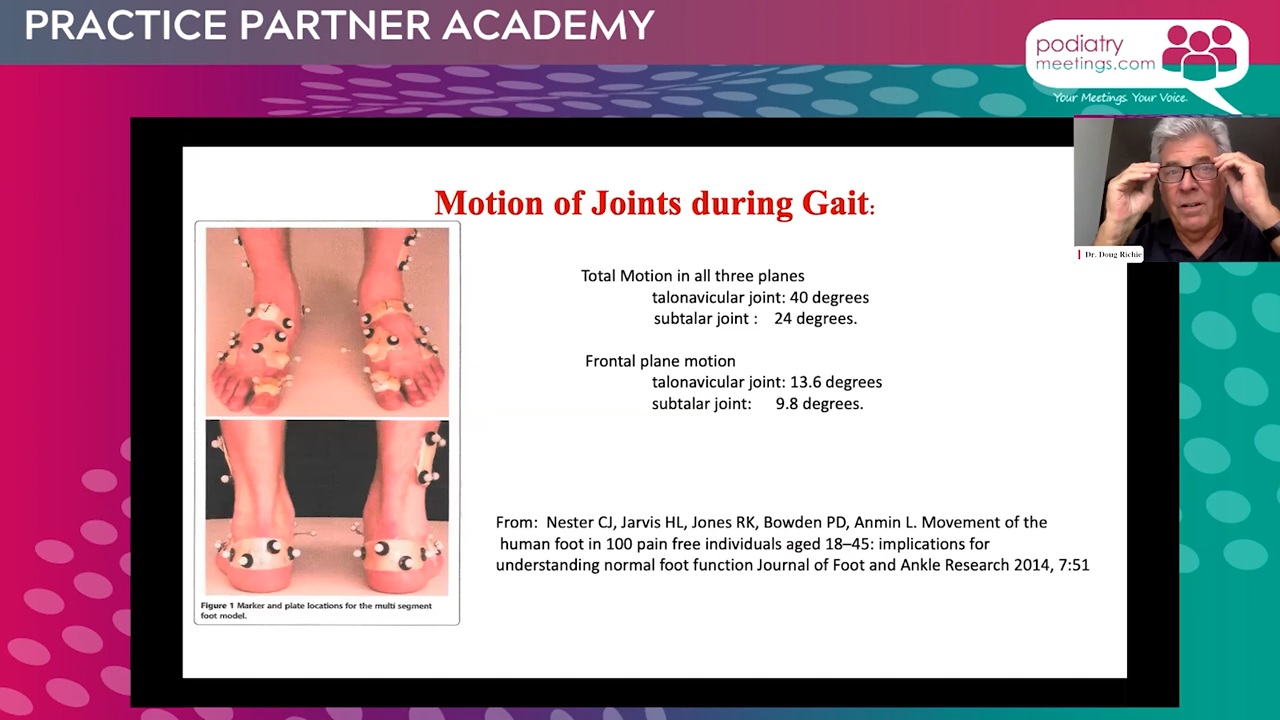 PRACTICE PARTNER ACADEMY
podiatry
meetings.com
Your Meetings. Your Voice.
Dr. Doug Richie
Motion of Joints during Gait:
Total Motion in all three planes
talonavicular joint: 40 degrees
subtalar joint : 24 degrees.
Frontal plane motion
talonavicular joint: 13.6 degrees
subtalar joint: 9.8 degrees.
From: Nester CJ, Jarvis HL, Jones RK, Bowden PD, Anmin L. Movement of the
human foot in 100 pain free individuals aged 18–45: implications for
understanding normal foot function Journal of Foot and Ankle Research 2014, 7:51
Figure 1 Marker and plate locations for the multi segment
foot model.